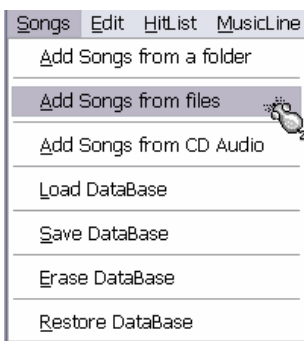 Songs Edit HitList MusicLine
Add Songs from a folder
Add Songs from files
Add Songs from CD Audio
Load DataBase
Save DataBase
Erase DataBase
Restore DataBase